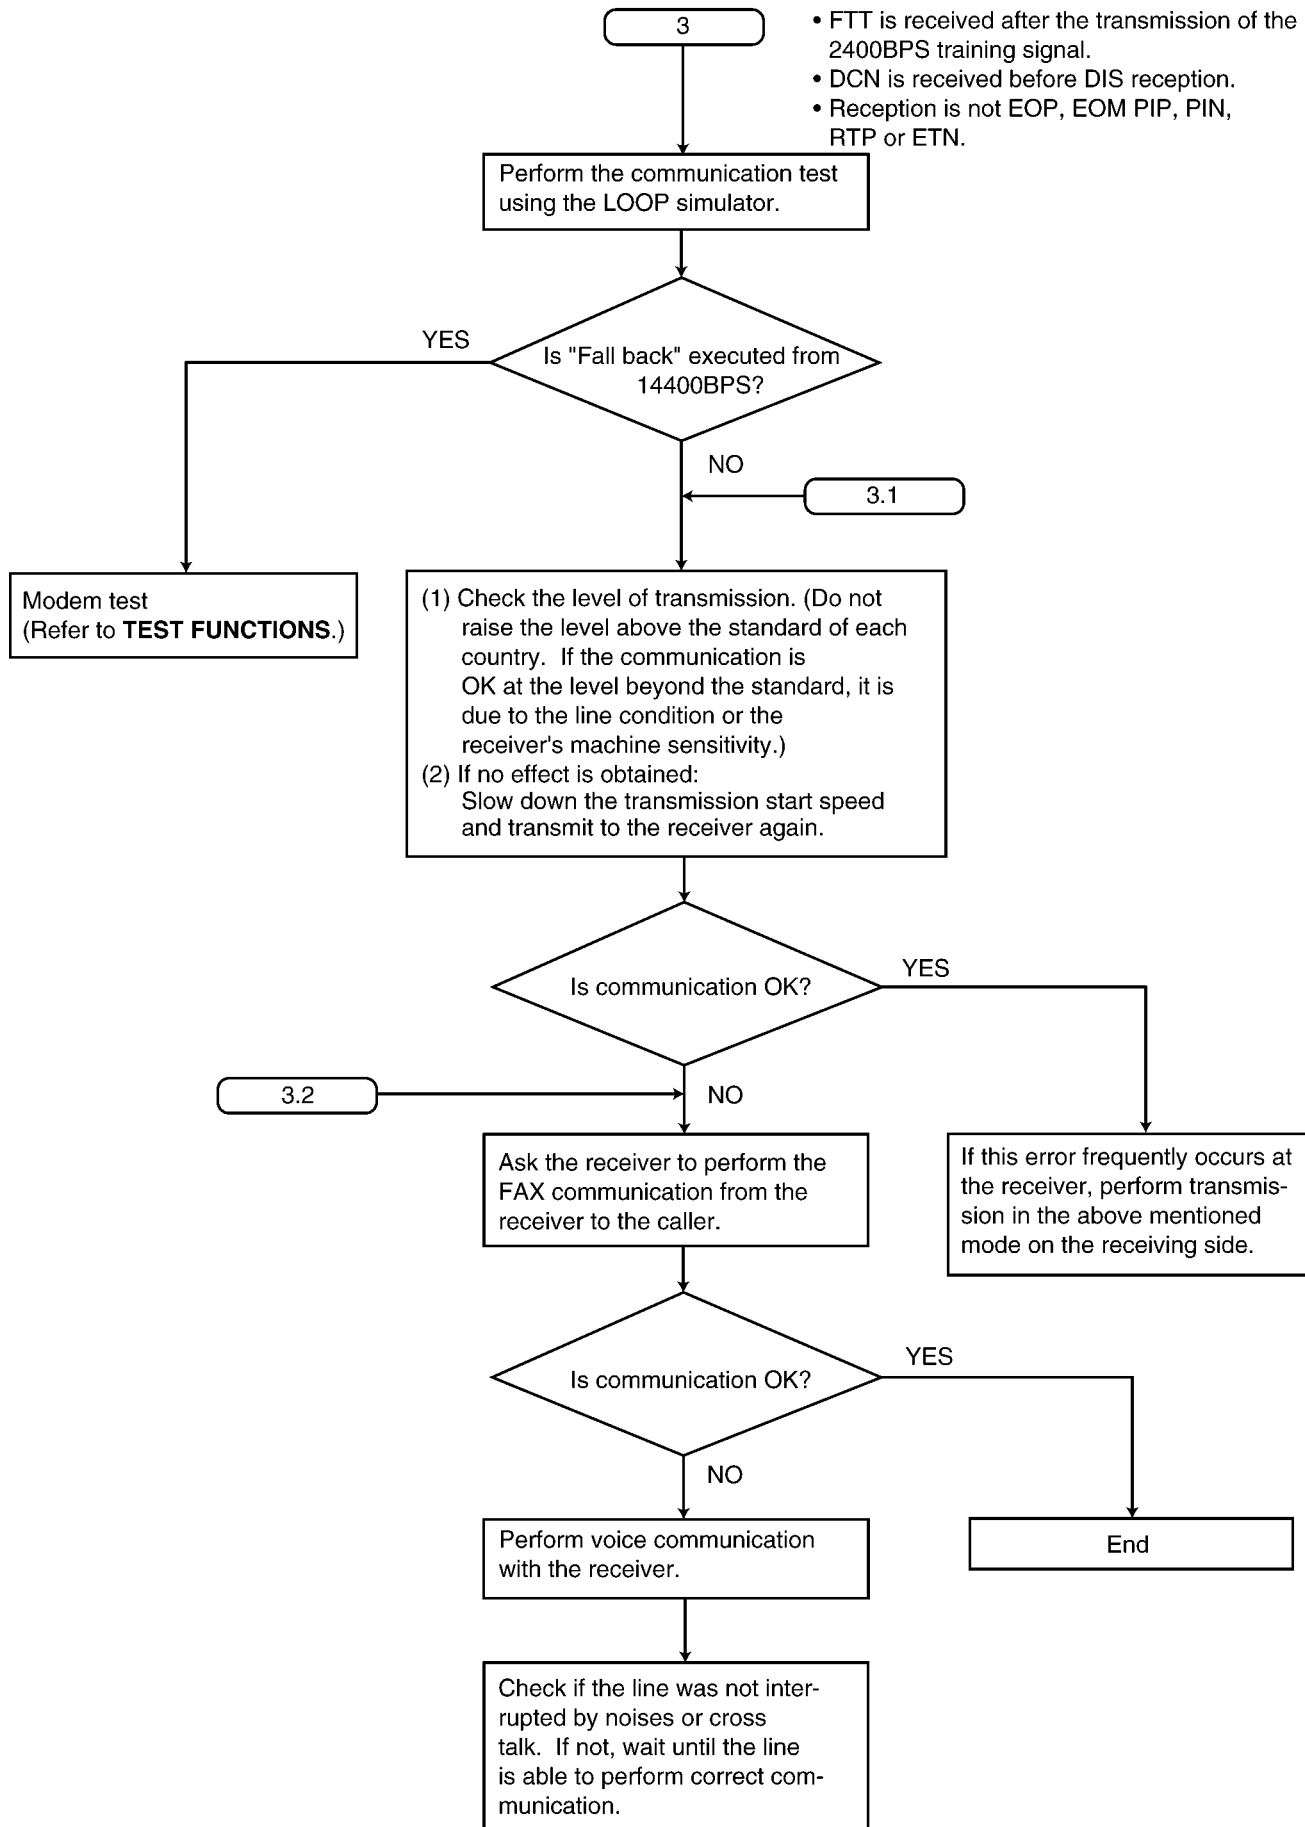 3
• FTT is received after the transmission of the
2400BPS training signal.
• DCN is received before DIS reception.
• Reception is not EOP, EOM PIP, PIN,
RTP or ETN.
Perform the communication test
using the LOOP simulator.
YES
Is "Fall back" executed from
14400BPS?
NO
3.1
Modem test
(Refer to TEST FUNCTIONS.)
(1) Check the level of transmission. (Do not
raise the level above the standard of each
country. If the communication is
OK at the level beyond the standard, it is
due to the line condition or the
receiver's machine sensitivity.)
(2) If no effect is obtained:
Slow down the transmission start speed
and transmit to the receiver again.
Is communication OK?
YES
3.2
NO
Ask the receiver to perform the
FAX communication from the
receiver to the caller.
If this error frequently occurs at
the receiver, perform transmis-
sion in the above mentioned
mode on the receiving side.
Is communication OK?
YES
NO
Perform voice communication
with the receiver.
End
Check if the line was not inter-
rupted by noises or cross
talk. If not, wait until the line
is able to perform correct com-
munication.